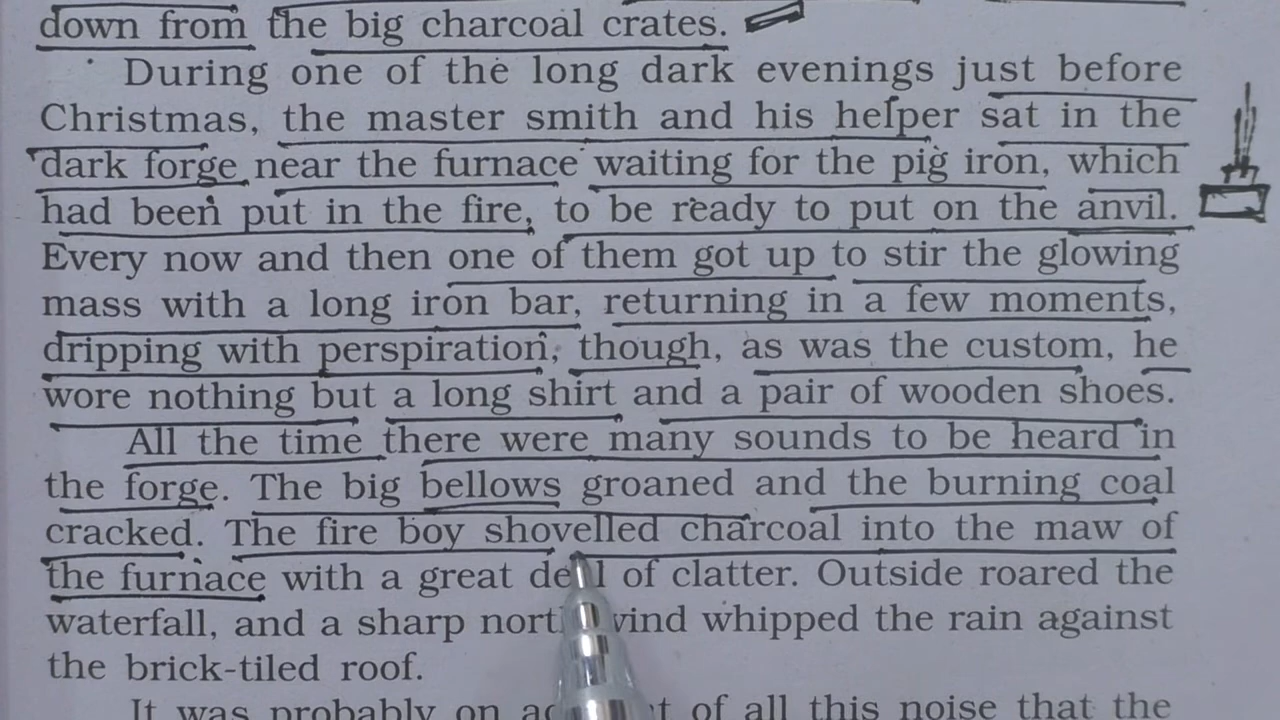 down from the big charcoal crates.
During one of the long dark evenings just before
Christmas, the master smith and his helper sat in the
dark forge near the furnace waiting for the pig iron, which
had been put in the fire, to be ready to put on the anvil.
Every now and then one of them got up to stir the glowing
mass with a long iron bar, returning in a few moments,
dripping with perspiration, though, as was the custom, he
wore nothing but a long shirt and a pair of wooden shoes.
All the time there were many sounds to be heard in
the forge. The big bellows groaned and the burning coal
cracked. The fire boy shovelled charcoal into the maw of
the furnace with a great deal of clatter. Outside roared the
waterfall, and a sharp north wind whipped the rain against
the brick-tiled roof.
It was probably on of all this noise that the